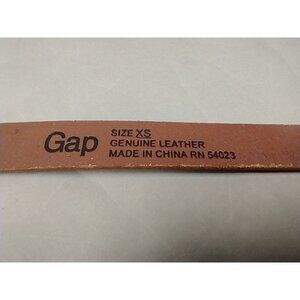 Gap
SIZE XS
GENUINE LEATHER
MADE IN CHINA RN 54023